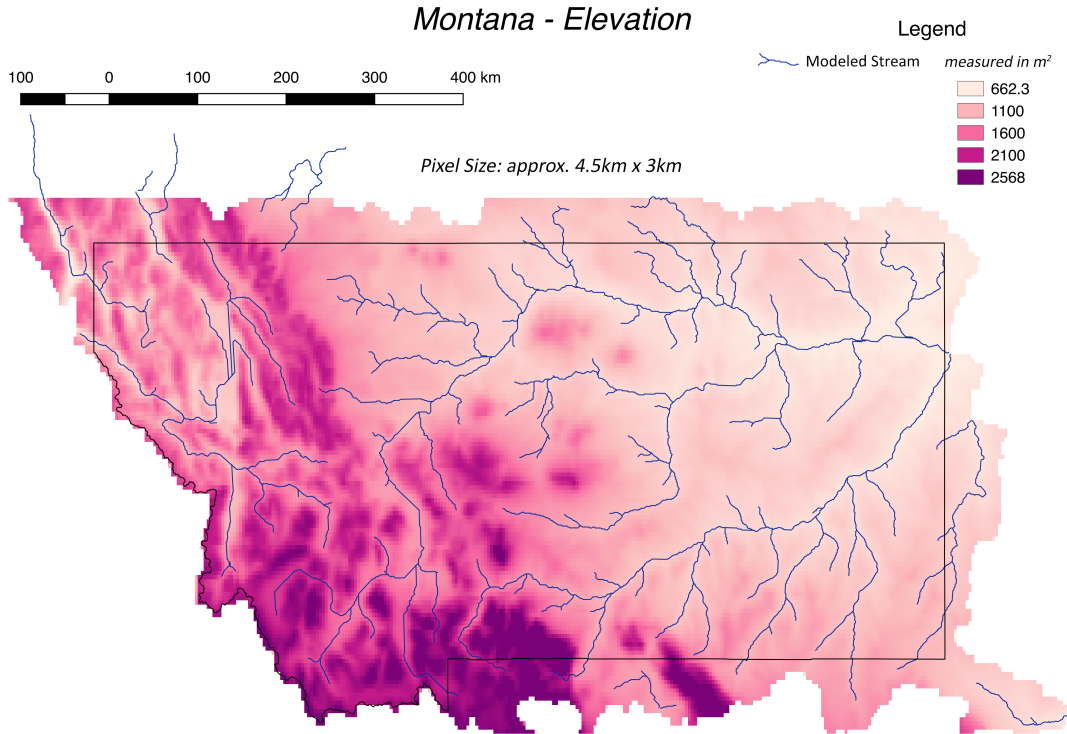 Montana - Elevation
Legend
Modeled Stream
measured in m²
100 0 100 200 300 400 km
662.3
1100
1600
2100
2568
Pixel Size: approx. 4.5km x 3km